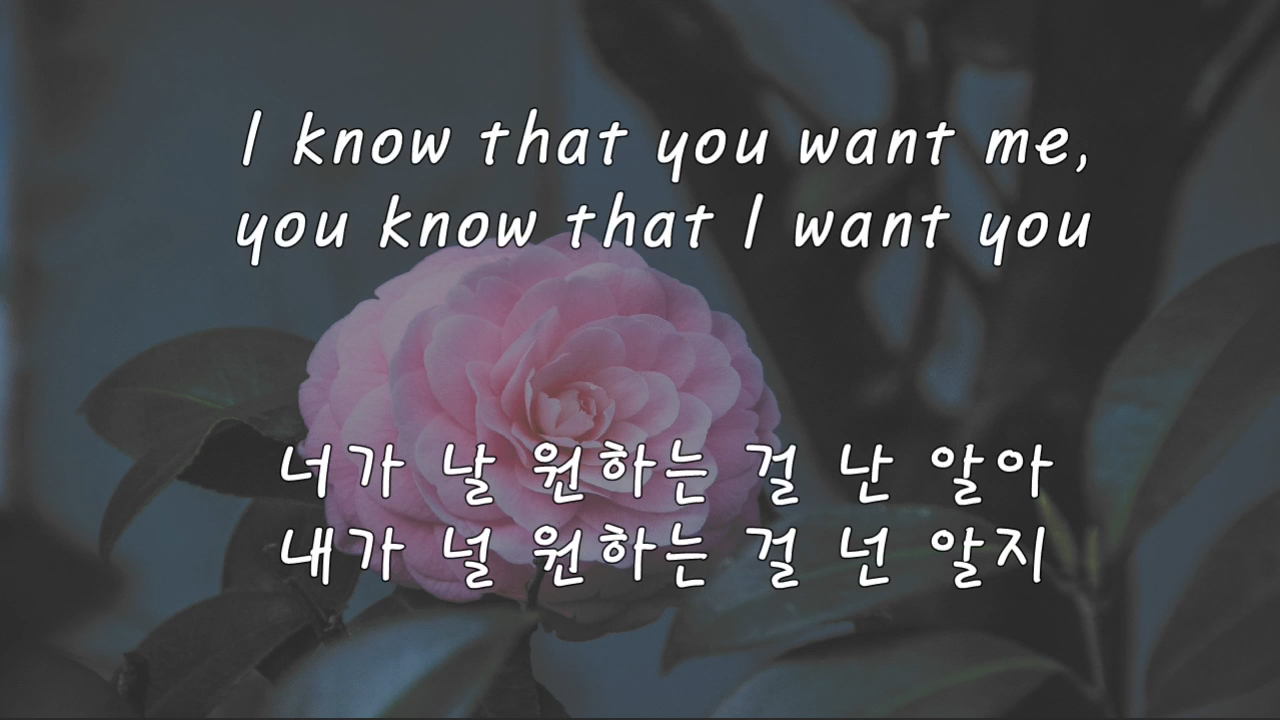 I know that you want me,
you know that I want you
너가 날 원하는 걸 난 알아
내가 널 원하는 걸 넌 알지